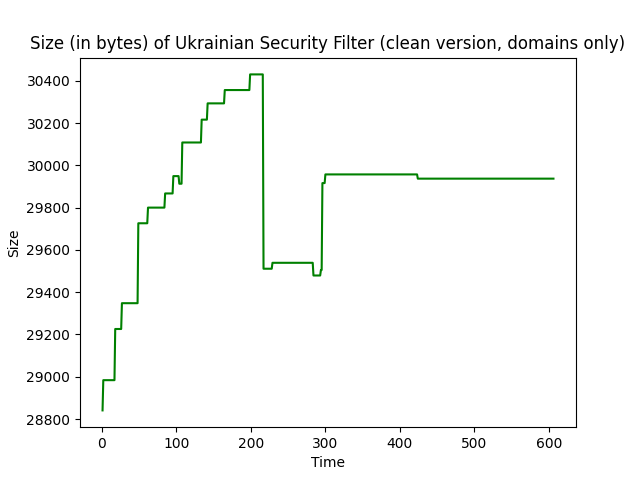 Size (in bytes) of Ukrainian Security Filter (clean version, domains only)
30400
30200
30000
29800
29600
29400
29200
29000
28800
Size
0 100 200 300 400 500 600
Time